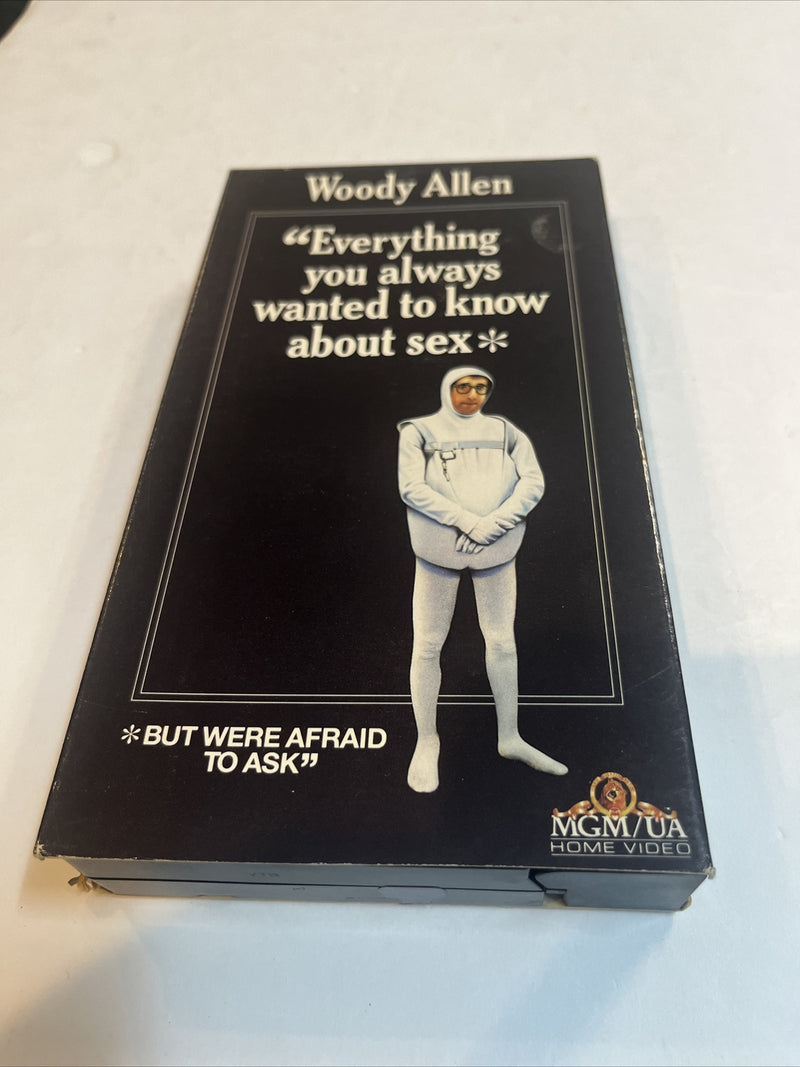 Woody Allen
“Everything
you always
wanted to know
about sex*
*BUT WERE AFRAID
TO ASK”
MGM/UA
HOME VIDEO